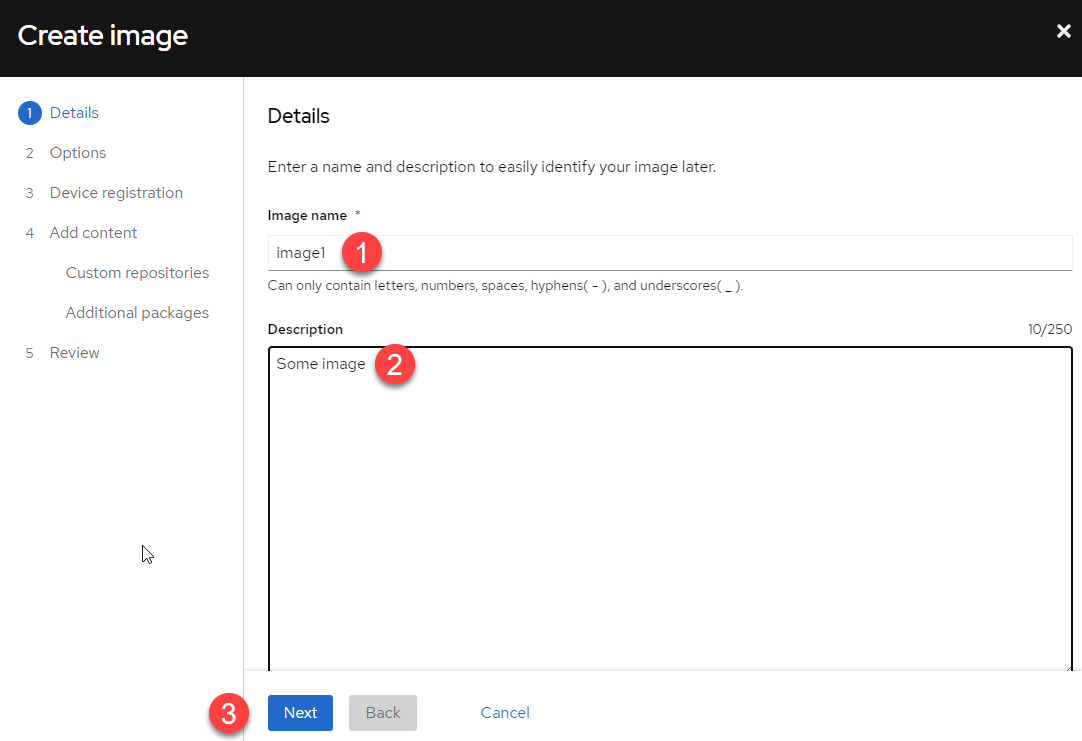 Create image
1 Details
2 Options
3 Device registration
4 Add content
Custom repositories
Additional packages
5 Review
Details
Enter a name and description to easily identify your image later.
Image name *
image1 1
Can only contain letters, numbers, spaces, hyphens( - ), and underscores( _ ).
Description 10/250
Some image 2
3 Next Back Cancel